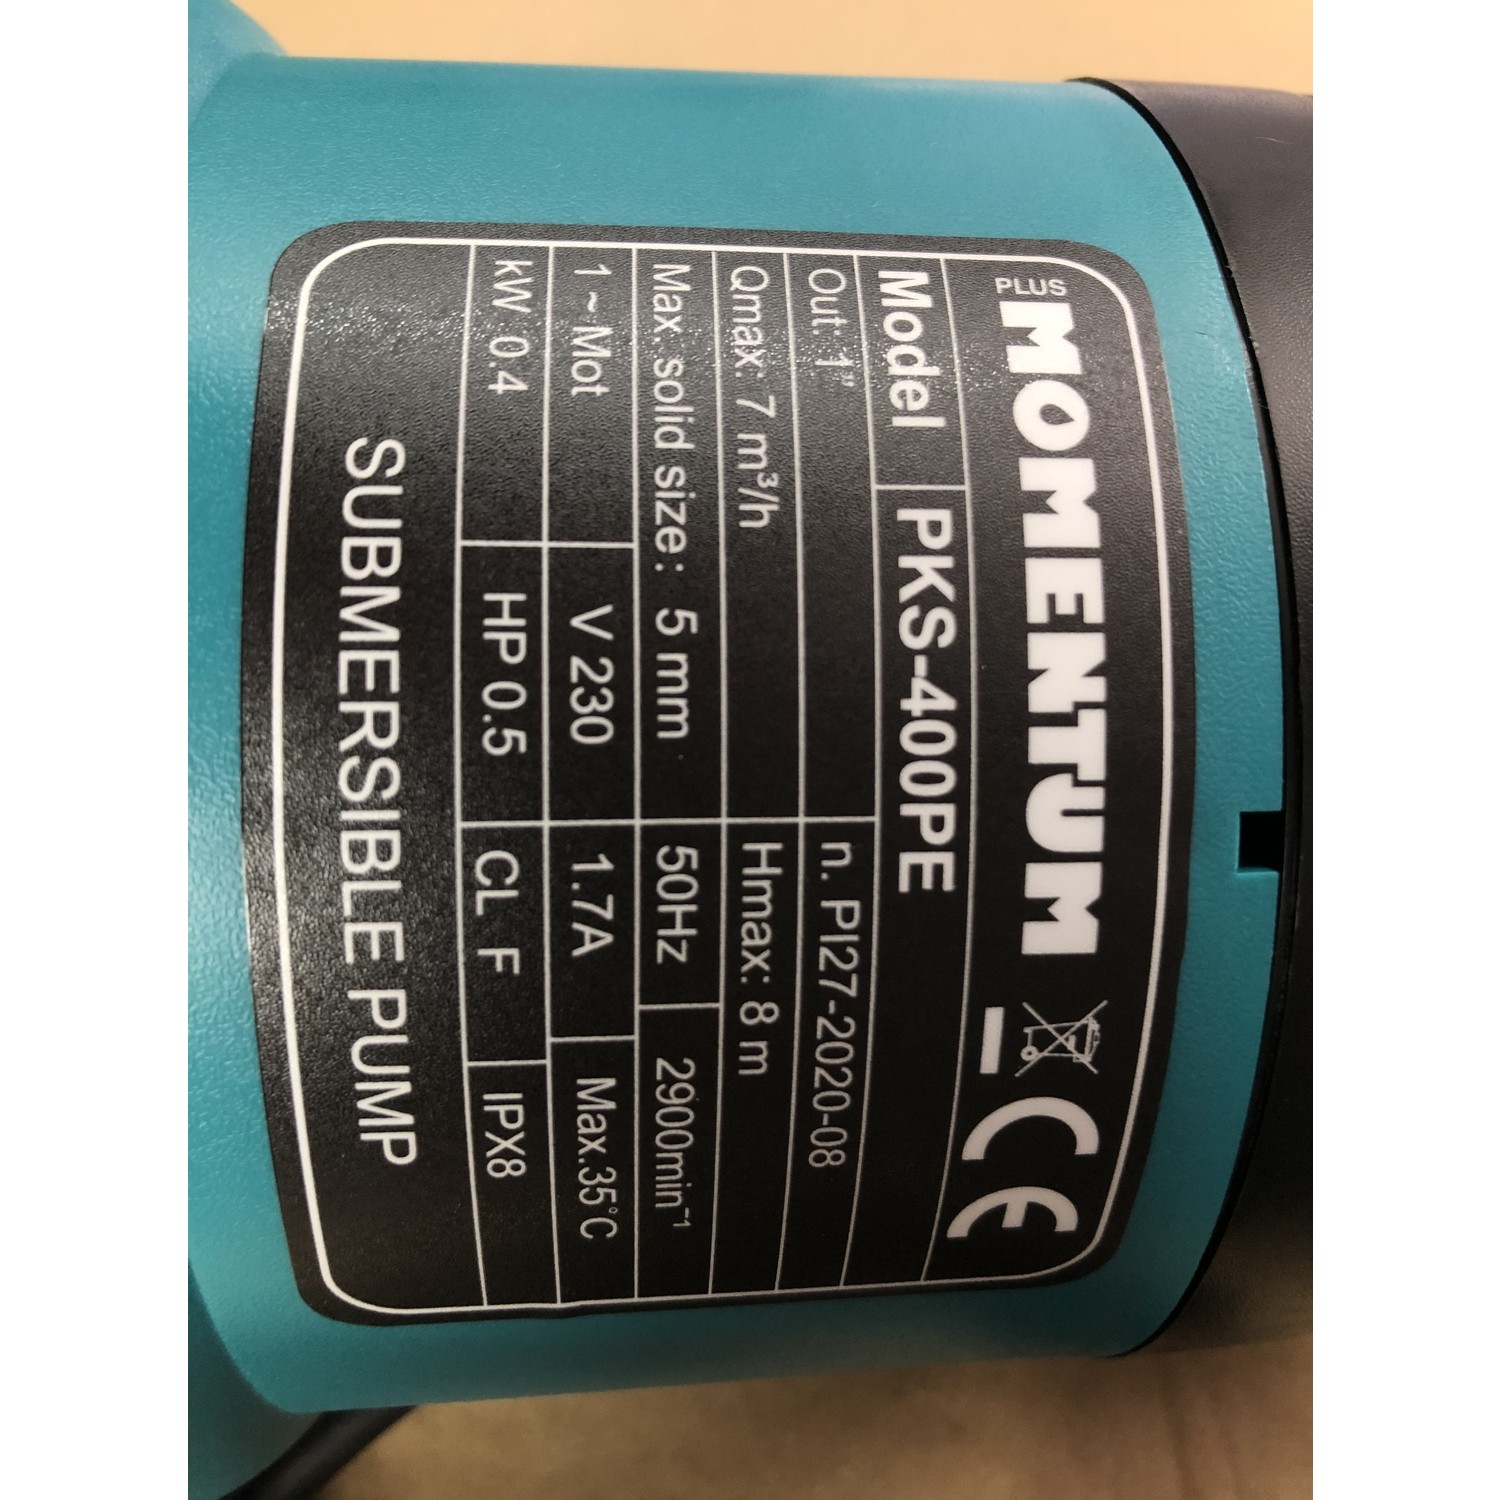 PLUS
MOMENTUM CE
Model PKS-400PE
Out: 1" n. PI27-2020-08
Qmax: 7 m³/h Hmax: 8 m
Max. solid size: 5 mm 50Hz 2900min⁻¹
1 ~ Mot V 230 1.7A Max.35°C
kW 0.4 HP 0.5 CL F IPX8
SUBMERSIBLE PUMP